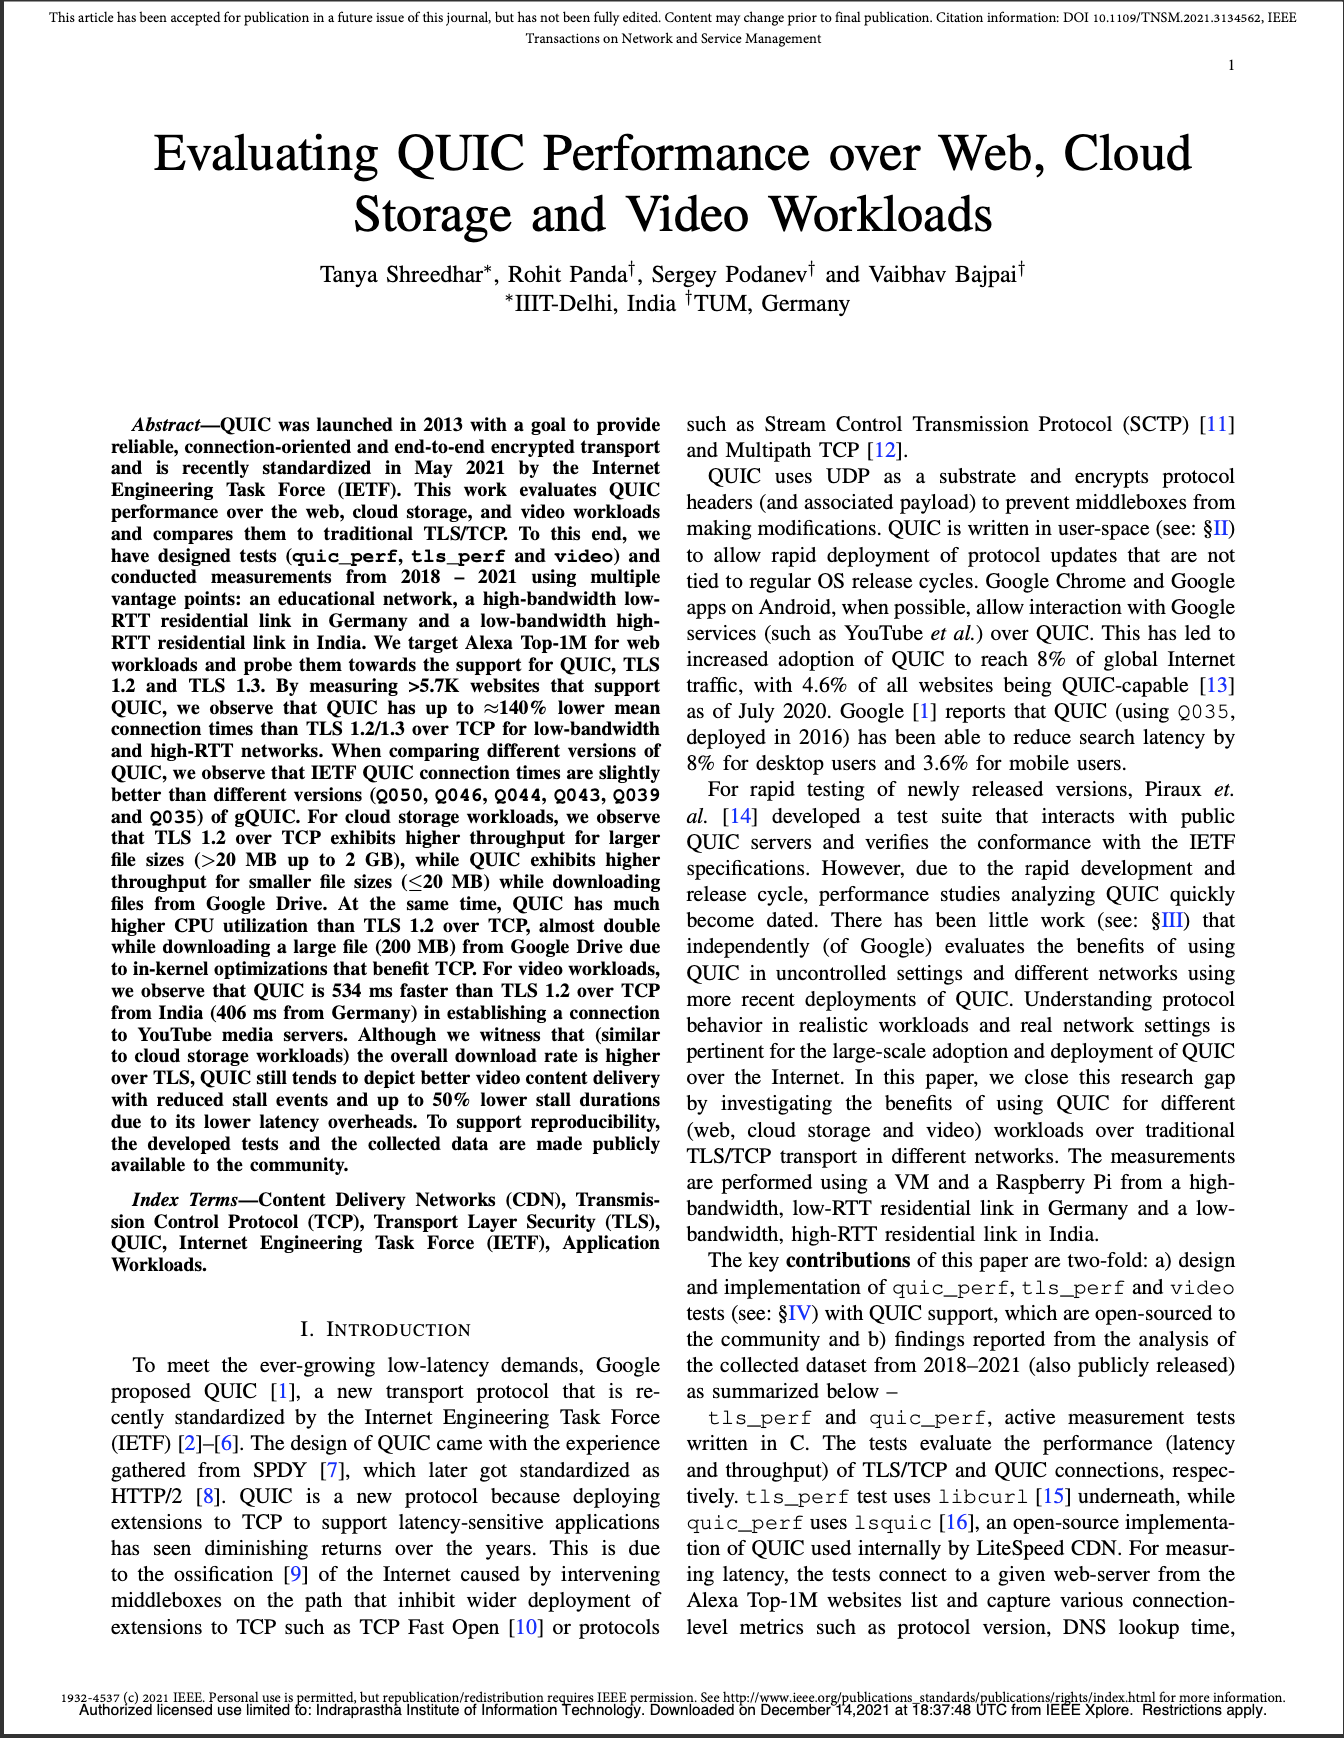 This article has been accepted for publication in a future issue of this journal, but has not been fully edited. Content may change prior to final publication. Citation information: DOI 10.1109/TNSM.2021.3134562, IEEE
Transactions on Network and Service Management
1
Evaluating QUIC Performance over Web, Cloud
Storage and Video Workloads
Tanya Shreedhar*, Rohit Panda†, Sergey Podanev† and Vaibhav Bajpai†
*IIIT-Delhi, India †TUM, Germany
Abstract—QUIC was launched in 2013 with a goal to provide
reliable, connection-oriented and end-to-end encrypted transport
and is recently standardized in May 2021 by the Internet
Engineering Task Force (IETF). This work evaluates QUIC
performance over the web, cloud storage, and video workloads
and compares them to traditional TLS/TCP. To this end, we
have designed tests (quic_perf, tls_perf and video) and
conducted measurements from 2018 – 2021 using multiple
vantage points: an educational network, a high-bandwidth low-
RTT residential link in Germany and a low-bandwidth high-
RTT residential link in India. We target Alexa Top-1M for web
workloads and probe them towards the support for QUIC, TLS
1.2 and TLS 1.3. By measuring >5.7K websites that support
QUIC, we observe that QUIC has up to ≈140% lower mean
connection times than TLS 1.2/1.3 over TCP for low-bandwidth
and high-RTT networks. When comparing different versions of
QUIC, we observe that IETF QUIC connection times are slightly
better than different versions (Q050, Q046, Q044, Q043, Q039
and Q035) of gQUIC. For cloud storage workloads, we observe
that TLS 1.2 over TCP exhibits higher throughput for larger
file sizes (>20 MB up to 2 GB), while QUIC exhibits higher
throughput for smaller file sizes (≤20 MB) while downloading
files from Google Drive. At the same time, QUIC has much
higher CPU utilization than TLS 1.2 over TCP, almost double
while downloading a large file (200 MB) from Google Drive due
to in-kernel optimizations that benefit TCP. For video workloads,
we observe that QUIC is 534 ms faster than TLS 1.2 over TCP
from India (406 ms from Germany) in establishing a connection
to YouTube media servers. Although we witness that (similar
to cloud storage workloads) the overall download rate is higher
over TLS, QUIC still tends to depict better video content delivery
with reduced stall events and up to 50% lower stall durations
due to its lower latency overheads. To support reproducibility,
the developed tests and the collected data are made publicly
available to the community.
Index Terms—Content Delivery Networks (CDN), Transmis-
sion Control Protocol (TCP), Transport Layer Security (TLS),
QUIC, Internet Engineering Task Force (IETF), Application
Workloads.
I. INTRODUCTION
To meet the ever-growing low-latency demands, Google
proposed QUIC [1], a new transport protocol that is re-
cently standardized by the Internet Engineering Task Force
(IETF) [2]–[6]. The design of QUIC came with the experience
gathered from SPDY [7], which later got standardized as
HTTP/2 [8]. QUIC is a new protocol because deploying
extensions to TCP to support latency-sensitive applications
has seen diminishing returns over the years. This is due
to the ossification [9] of the Internet caused by intervening
middleboxes on the path that inhibit wider deployment of
extensions to TCP such as TCP Fast Open [10] or protocols
such as Stream Control Transmission Protocol (SCTP) [11]
and Multipath TCP [12].
QUIC uses UDP as a substrate and encrypts protocol
headers (and associated payload) to prevent middleboxes from
making modifications. QUIC is written in user-space (see: §II)
to allow rapid deployment of protocol updates that are not
tied to regular OS release cycles. Google Chrome and Google
apps on Android, when possible, allow interaction with Google
services (such as YouTube et al.) over QUIC. This has led to
increased adoption of QUIC to reach 8% of global Internet
traffic, with 4.6% of all websites being QUIC-capable [13]
as of July 2020. Google [1] reports that QUIC (using Q035,
deployed in 2016) has been able to reduce search latency by
8% for desktop users and 3.6% for mobile users.
For rapid testing of newly released versions, Piraux et.
al. [14] developed a test suite that interacts with public
QUIC servers and verifies the conformance with the IETF
specifications. However, due to the rapid development and
release cycle, performance studies analyzing QUIC quickly
become dated. There has been little work (see: §III) that
independently (of Google) evaluates the benefits of using
QUIC in uncontrolled settings and different networks using
more recent deployments of QUIC. Understanding protocol
behavior in realistic workloads and real network settings is
pertinent for the large-scale adoption and deployment of QUIC
over the Internet. In this paper, we close this research gap
by investigating the benefits of using QUIC for different
(web, cloud storage and video) workloads over traditional
TLS/TCP transport in different networks. The measurements
are performed using a VM and a Raspberry Pi from a high-
bandwidth, low-RTT residential link in Germany and a low-
bandwidth, high-RTT residential link in India.
The key contributions of this paper are two-fold: a) design
and implementation of quic_perf, tls_perf and video
tests (see: §IV) with QUIC support, which are open-sourced to
the community and b) findings reported from the analysis of
the collected dataset from 2018–2021 (also publicly released)
as summarized below –
tls_perf and quic_perf, active measurement tests
written in C. The tests evaluate the performance (latency
and throughput) of TLS/TCP and QUIC connections, respec-
tively. tls_perf test uses libcurl [15] underneath, while
quic_perf uses lsquic [16], an open-source implementa-
tion of QUIC used internally by LiteSpeed CDN. For measur-
ing latency, the tests connect to a given web-server from the
Alexa Top-1M websites list and capture various connection-
level metrics such as protocol version, DNS lookup time,
1932-4537 (c) 2021 IEEE. Personal use is permitted, but republication/redistribution requires IEEE permission. See http://www.ieee.org/publications_standards/publications/rights/index.html for more information.
Authorized licensed use limited to: Indraprastha Institute of Information Technology. Downloaded on December 14,2021 at 18:37:48 UTC from IEEE Xplore. Restrictions apply.